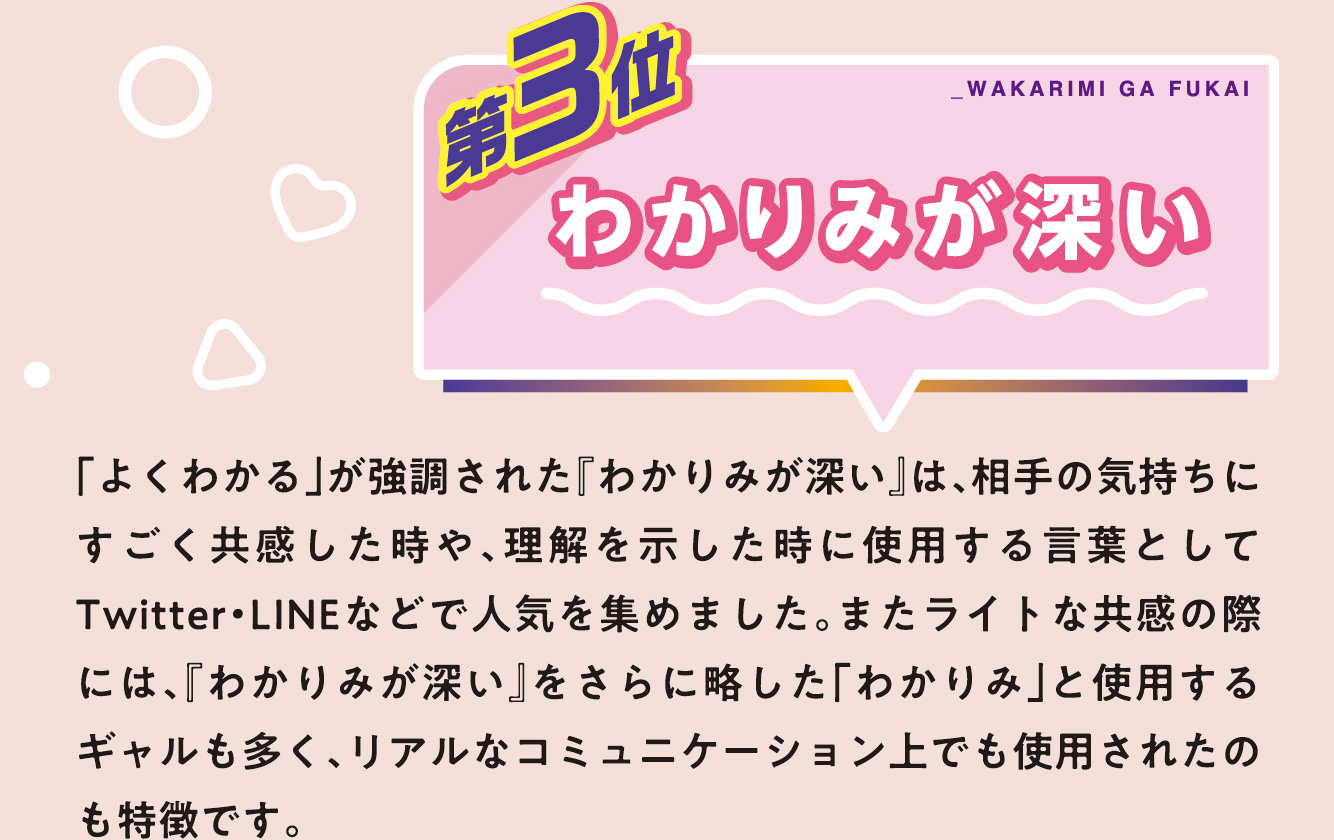 第3位
_WAKARIMI GA FUKAI
わかりみが深い
「よくわかる」が強調された『わかりみが深い』は、相手の気持ちに
すごく共感した時や、理解を示した時に使用する言葉として
Twitter・LINEなどで人気を集めました。またライトな共感の際
には、『わかりみが深い』をさらに略した「わかりみ」と使用する
ギャルも多く、リアルなコミュニケーション上でも使用されたの
も特徴です。